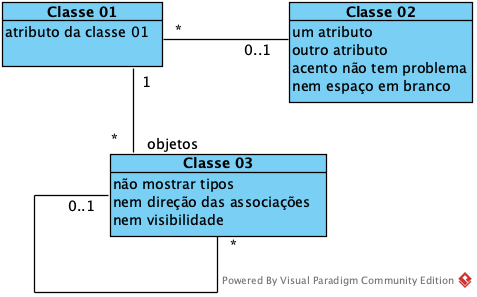 Classe 01
atributo da classe 01
*
0..1
Classe 02
um atributo
outro atributo
acento não tem problema
nem espaço em branco
1
*
objetos
Classe 03
não mostrar tipos
nem direção das associações
nem visibilidade
0..1
*
Powered By Visual Paradigm Community Edition